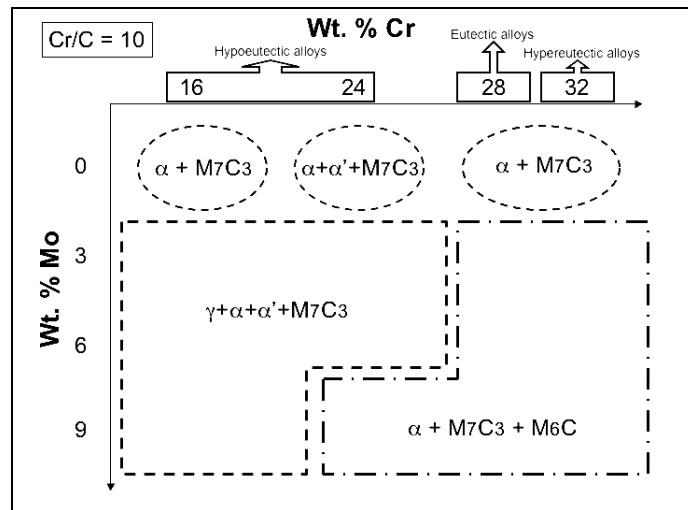 Cr/C = 10
Wt. % Cr
Hypoeutectic alloys
Eutectic alloys
Hypereutectic alloys
16 24 28 32
0 α + M7C3 α+α'+M7C3 α + M7C3
Wt. % Mo
3
γ+α+α'+M7C3
6
9 α + M7C3 + M6C